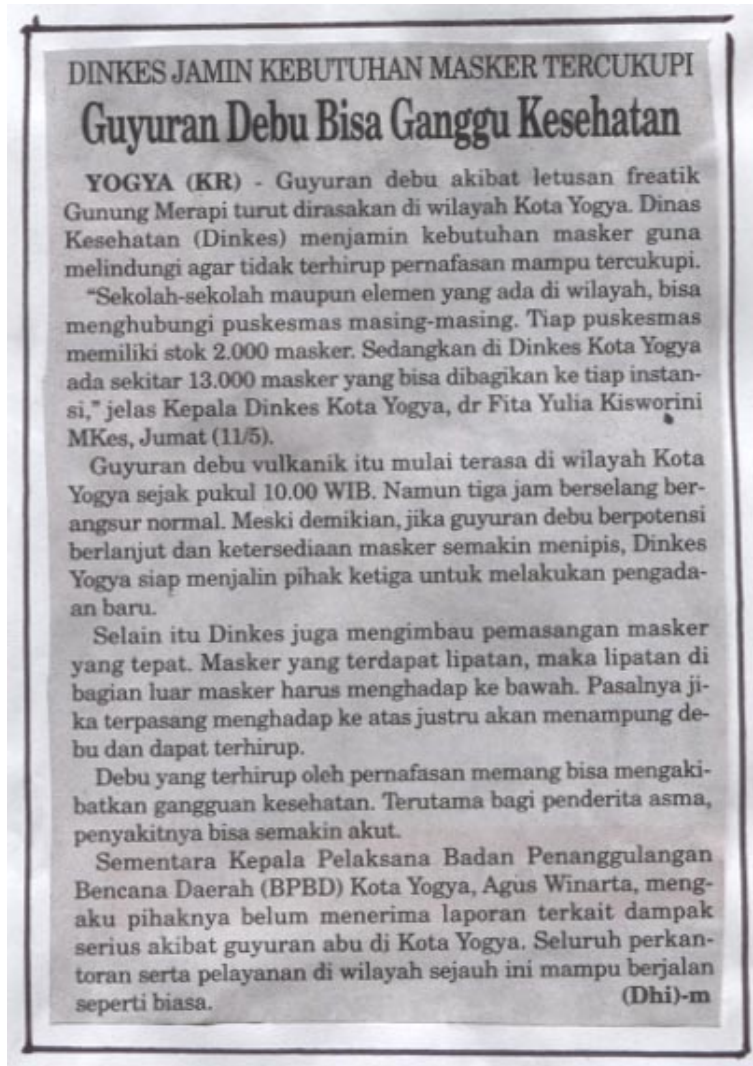 DINKES JAMIN KEBUTUHAN MASKER TERCUKUPI
Guyuran Debu Bisa Ganggu Kesehatan
YOGYA (KR) - Guyuran debu akibat letusan freatik
Gunung Merapi turut dirasakan di wilayah Kota Yogya. Dinas
Kesehatan (Dinkes) menjamin kebutuhan masker guna
melindungi agar tidak terhirup pernafasan mampu tercukupi.
"Sekolah-sekolah maupun elemen yang ada di wilayah, bisa
menghubungi puskesmas masing-masing. Tiap puskesmas
memiliki stok 2.000 masker. Sedangkan di Dinkes Kota Yogya
ada sekitar 13.000 masker yang bisa dibagikan ke tiap instan-
si," jelas Kepala Dinkes Kota Yogya, dr Fita Yulia Kisworini
MKes, Jumat (11/5).
Guyuran debu vulkanik itu mulai terasa di wilayah Kota
Yogya sejak pukul 10.00 WIB. Namun tiga jam berselang ber-
angsur normal. Meski demikian, jika guyuran debu berpotensi
berlanjut dan ketersediaan masker semakin menipis, Dinkes
Yogya siap menjalin pihak ketiga untuk melakukan pengada-
an baru.
Selain itu Dinkes juga mengimbau pemasangan masker
yang tepat. Masker yang terdapat lipatan, maka lipatan di
bagian luar masker harus menghadap ke bawah. Pasalnya ji-
ka terpasang menghadap ke atas justru akan menampung de-
bu dan dapat terhirup.
Debu yang terhirup oleh pernafasan memang bisa mengaki-
batkan gangguan kesehatan. Terutama bagi penderita asma,
penyakitnya bisa semakin akut.
Sementara Kepala Pelaksana Badan Penanggulangan
Bencana Daerah (BPBD) Kota Yogya, Agus Winarta, meng-
aku pihaknya belum menerima laporan terkait dampak
serius akibat guyuran abu di Kota Yogya. Seluruh perkan-
toran serta pelayanan di wilayah sejauh ini mampu berjalan
seperti biasa. (Dhi)-m